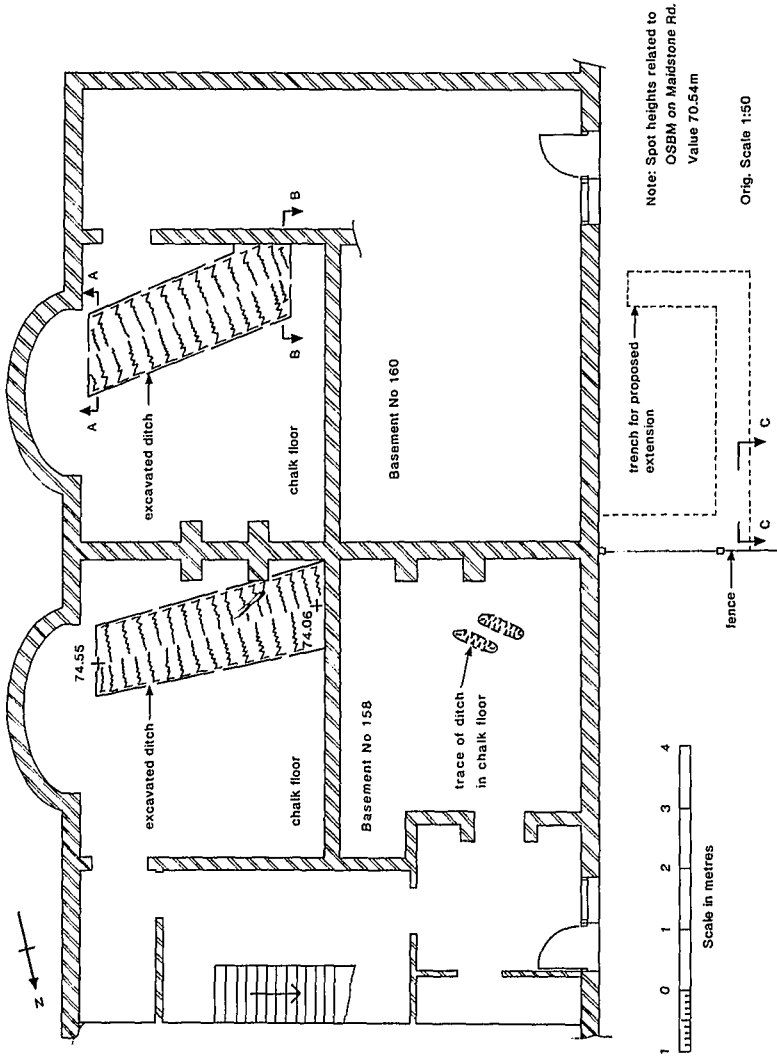 N
A
A
B
B
excavated ditch
chalk floor
Basement No 160
trench for proposed
extension
Note: Spot heights related to
OSBM on Maidstone Rd.
Value 70.54m
Orig. Scale 1:50
C
C
fence
74.55
74.06
excavated ditch
chalk floor
Basement No 158
trace of ditch
in chalk floor
1 0 1 2 3 4
Scale in metres